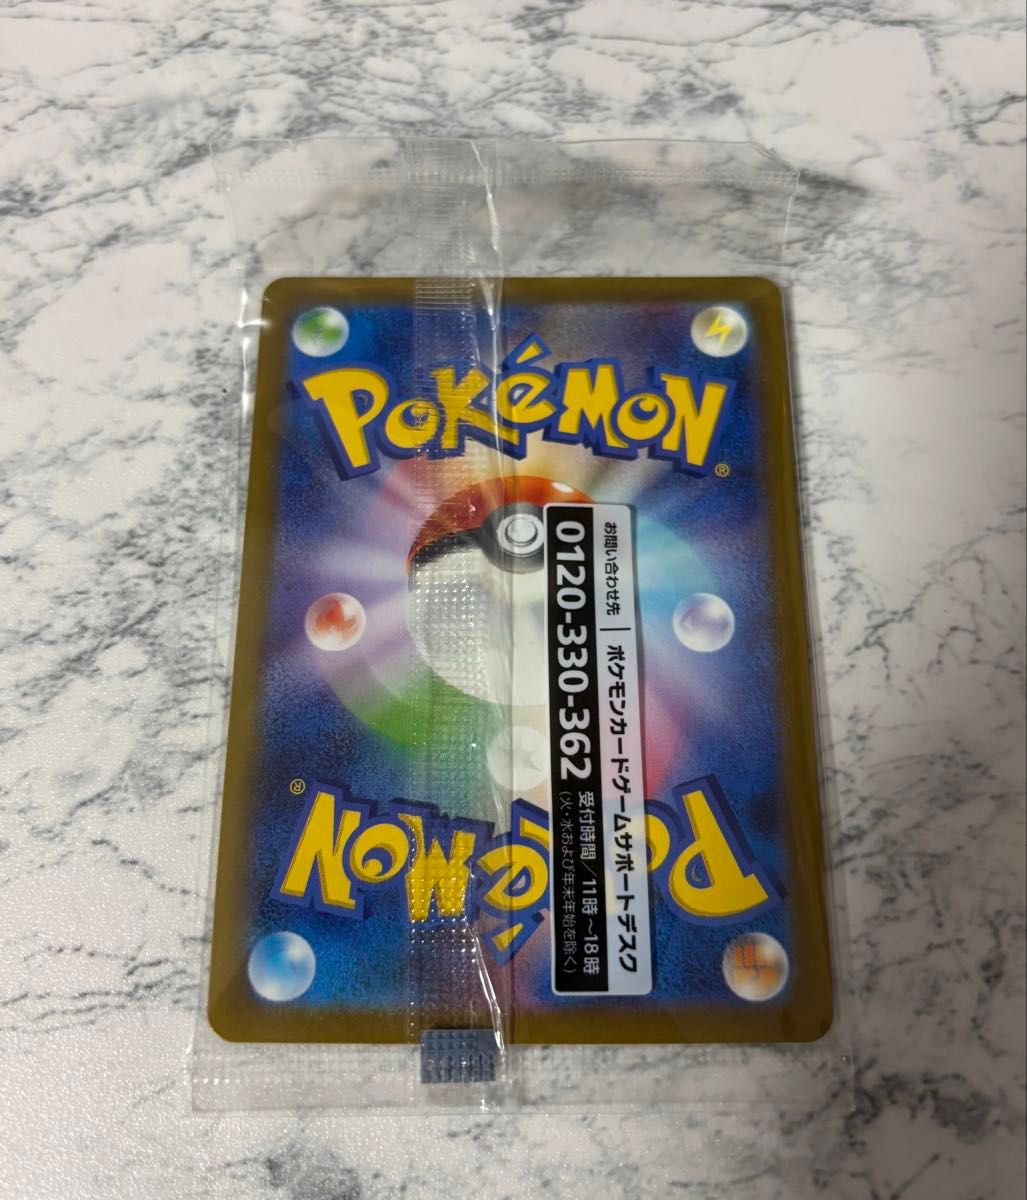 POKéMON
®
お問い合わせ先 | ポケモンカードゲームサポートデスク
0120-330-362 受付時間/11時～18時
(火・水および年末年始を除く)
®
POKéMON